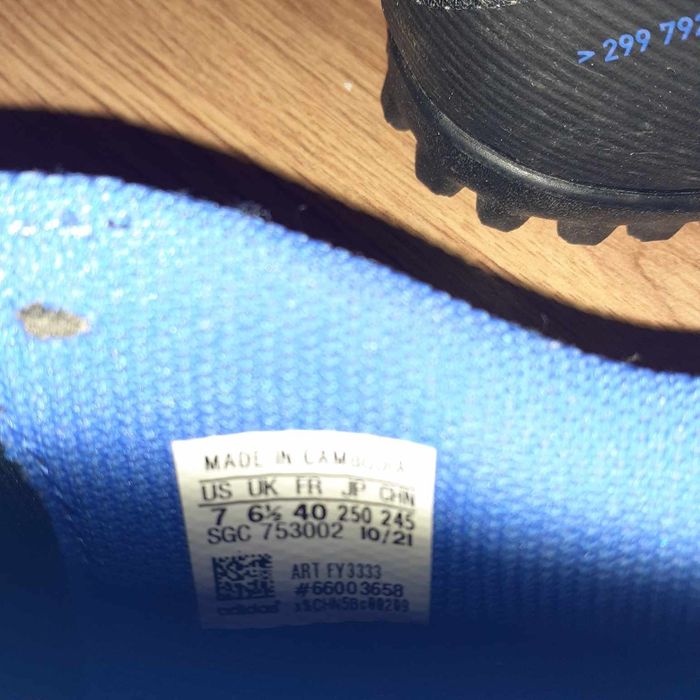 > 299 792
MADE IN CAMBODIA
US UK FR JP CHN
7 6½ 40 250 245
SGC 753002 10/21
ART FY3333
#66003658
adidas